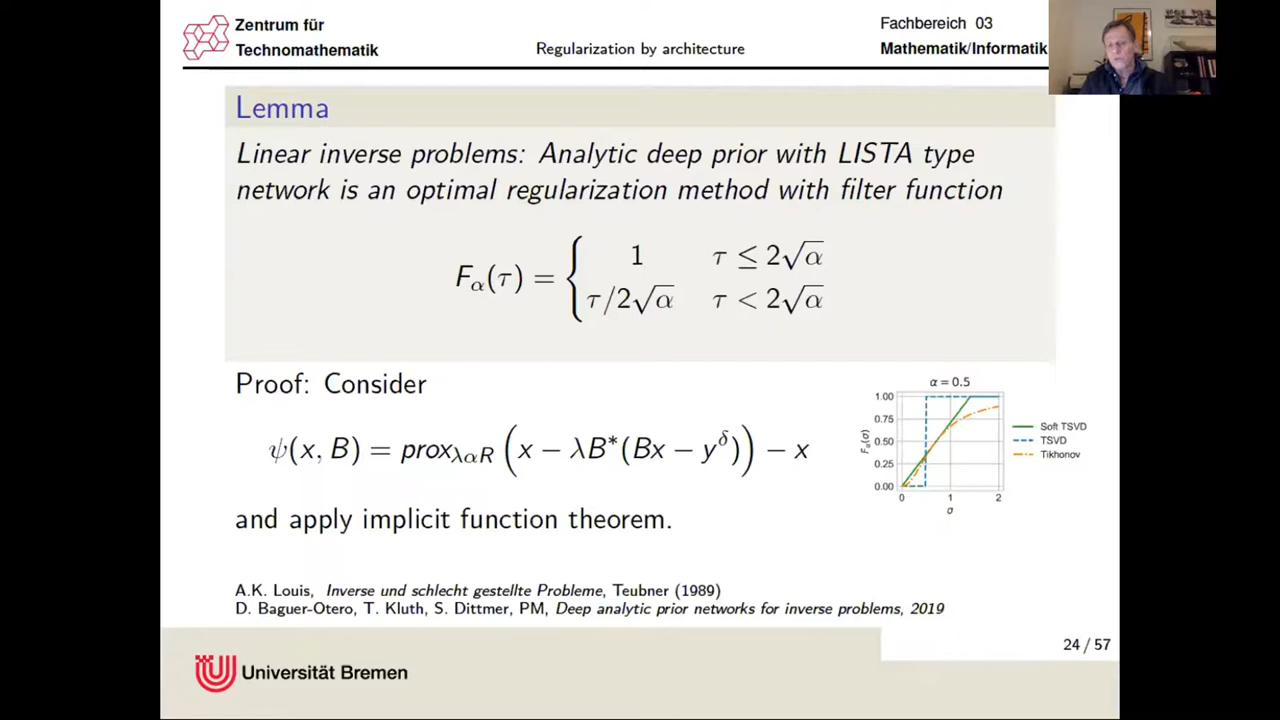 Zentrum für
Technomathematik
Regularization by architecture
Fachbereich 03
Mathematik/Informatik
Lemma
Linear inverse problems: Analytic deep prior with LISTA type
network is an optimal regularization method with filter function
F_α(τ) = { 1 τ ≤ 2√α
τ/2√α τ < 2√α
Proof: Consider
ψ(x, B) = prox_{λαR} (x − λB*(Bx − y^δ)) − x
and apply implicit function theorem.
α = 0.5
F_α(σ)
1.00
0.75
0.50
0.25
0.00
0 1 2
σ
Soft TSVD
TSVD
Tikhonov
A.K. Louis, Inverse und schlecht gestellte Probleme, Teubner (1989)
D. Baguer-Otero, T. Kluth, S. Dittmer, PM, Deep analytic prior networks for inverse problems, 2019
24 / 57
Universität Bremen